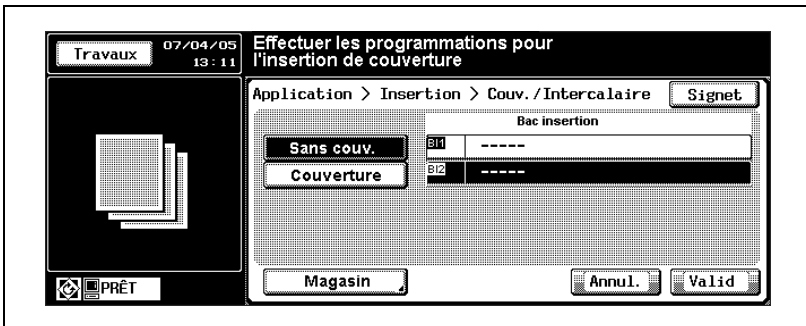 Travaux
07/04/05
13:11
Effectuer les programmations pour
l'insertion de couverture
Application > Insertion > Couv./Intercalaire
Signet
Bac insertion
Sans couv.
BI1 -----
Couverture
BI2 -----
Magasin
Annul.
Valid
PRÊT